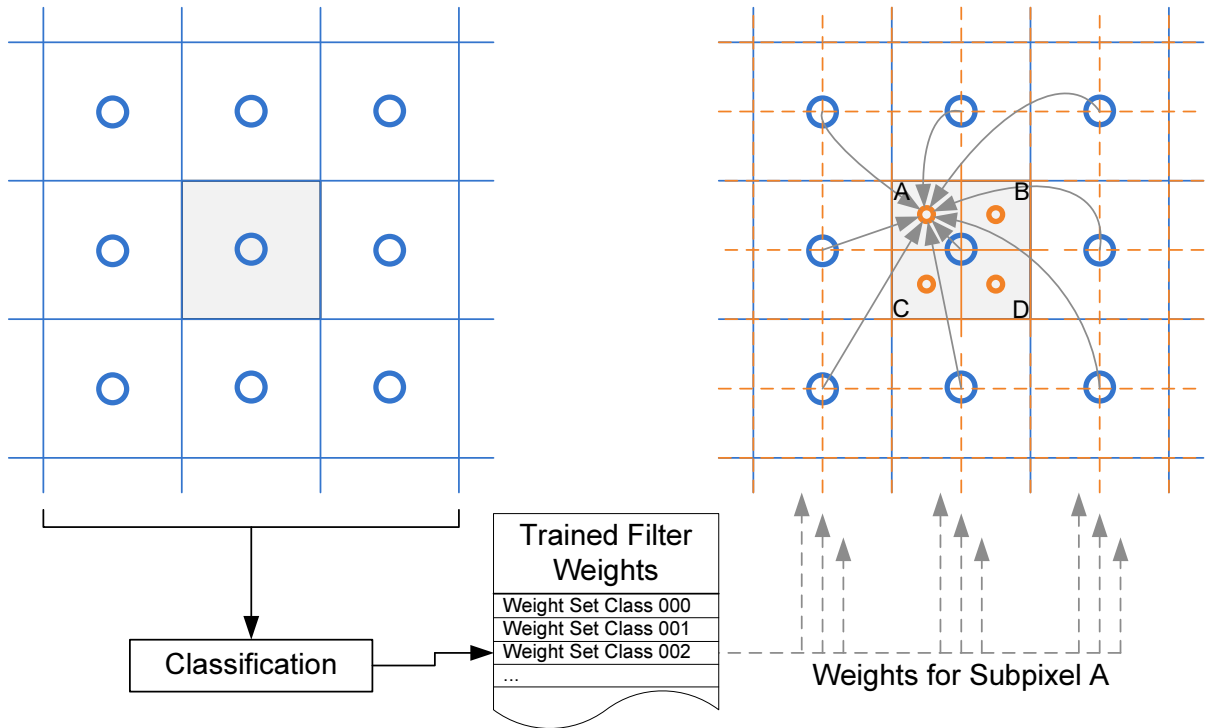 A
B
C
D
Trained Filter
Weights
Weight Set Class 000
Weight Set Class 001
Weight Set Class 002
...
Classification
Weights for Subpixel A